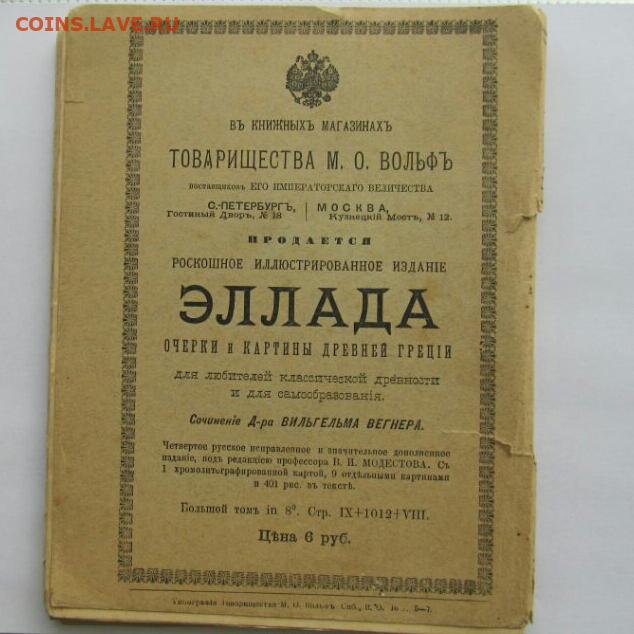 COINS.LAVE.RU
ВЪ КНИЖНЫХЪ МАГАЗИНАХЪ
ТОВАРИЩЕСТВА М. О. ВОЛЬФЪ
поставщиковъ ЕГО ИМПЕРАТОРСКАГО ВЕЛИЧЕСТВА
С.-ПЕТЕРБУРГЪ, | МОСКВА,
Гостиный Дворъ, № 18 | Кузнецкій Мостъ, № 12.
ПРОДАЕТСЯ
РОСКОШНОЕ ИЛЛЮСТРИРОВАННОЕ ИЗДАНІЕ
ЭЛЛАДА
ОЧЕРКИ и КАРТИНЫ ДРЕВНЕЙ ГРЕЦІИ
для любителей классической древности
и для самообразованія.
Сочиненіе Д-ра ВИЛЬГЕЛЬМА ВЕГНЕРА.
Четвертое русское исправленное и значительное дополненное
изданіе, подъ редакціею профессора В. И. МОДЕСТОВА. Съ
1 хромолитографированной картой, 9 отдѣльными картинами
и 401 рис. въ текстѣ.
Большой томъ in 8°. Стр. IX+1012+VIII.
Цѣна 6 руб.
Типографія Товарищества М. О. Вольфъ Спб., В. О. 5—7.